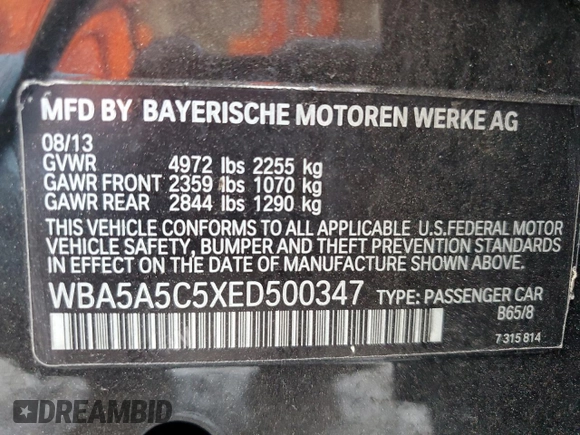 MFD BY BAYERISCHE MOTOREN WERKE AG
08/13
GVWR 4972 lbs 2255 kg
GAWR FRONT 2359 lbs 1070 kg
GAWR REAR 2844 lbs 1290 kg
THIS VEHICLE CONFORMS TO ALL APPLICABLE U.S.FEDERAL MOTOR
VEHICLE SAFETY, BUMPER AND THEFT PREVENTION STANDARDS
IN EFFECT ON THE DATE OF MANUFACTURE SHOWN ABOVE.
WBA5A5C5XED500347 TYPE: PASSENGER CAR
B65/8
7 315 814
DREAMBID